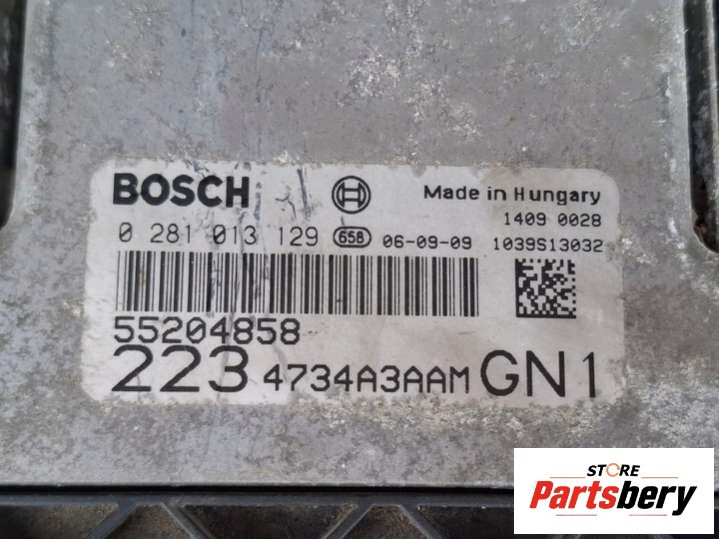 BOSCH Made in Hungary
1409 0028
0 281 013 129 658 06-09-09 1039S13032
55204858
223 4734A3AAM GN1
STORE
Partsbery